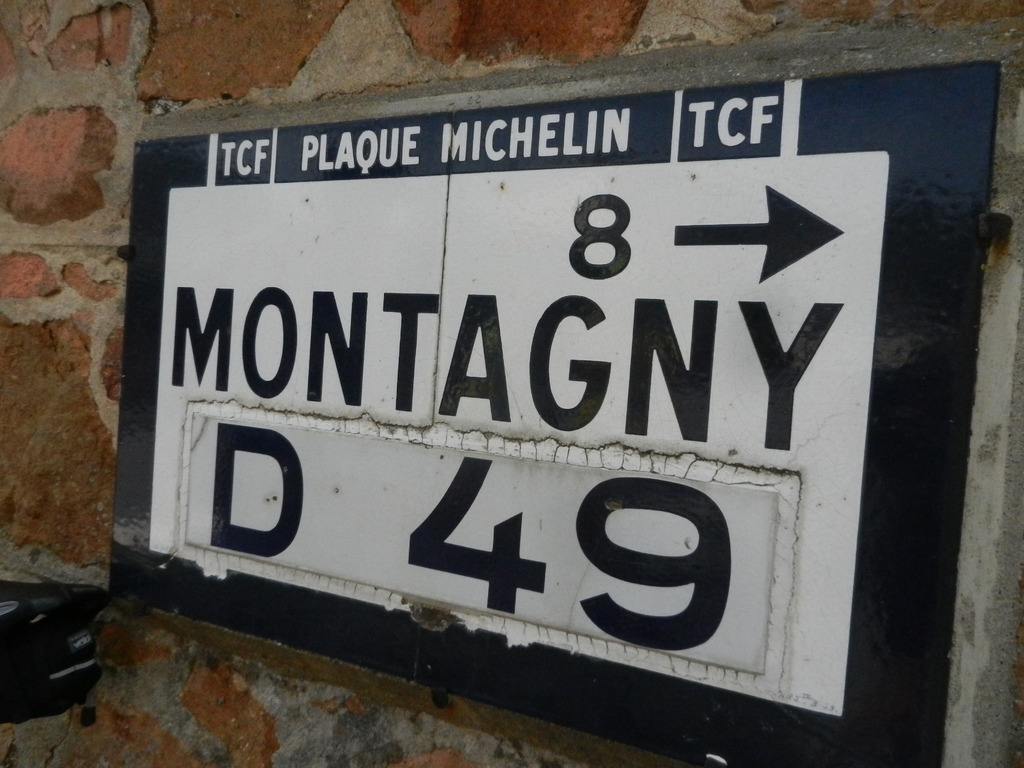 TCF PLAQUE MICHELIN TCF
8 →
MONTAGNY
D 49